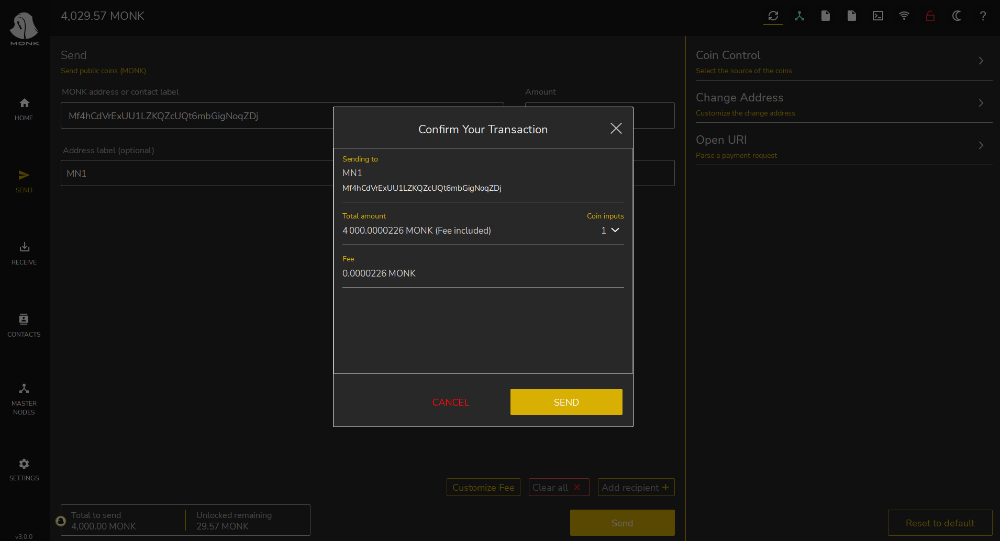 MONK
4,029.57 MONK
HOME
SEND
RECEIVE
CONTACTS
MASTER
NODES
SETTINGS
v3.0.0
Send
Send public coins (MONK)
MONK address or contact label
Amount
Mf4hCdVrExUU1LZKQZcUQt6mbGigNoqZDj
Address label (optional)
MN1
Confirm Your Transaction
Sending to
MN1
Mf4hCdVrExUU1LZKQZcUQt6mbGigNoqZDj
Total amount
Coin inputs
4 000.0000226 MONK (Fee included)
1
Fee
0.0000226 MONK
CANCEL
SEND
Customize Fee
Clear all
Add recipient
Total to send
4,000.00 MONK
Unlocked remaining
29.57 MONK
Send
Coin Control
Select the source of the coins
Change Address
Customize the change address
Open URI
Parse a payment request
Reset to default